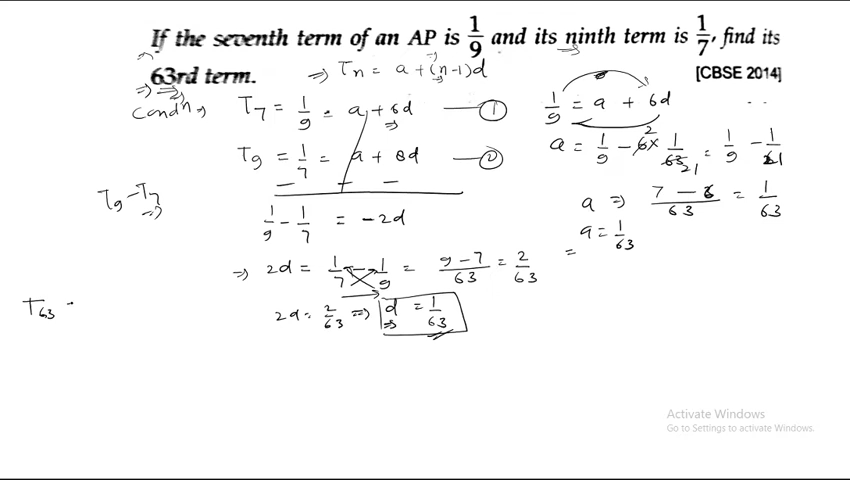 If the seventh term of an AP is 1/9 and its ninth term is 1/7, find its
63rd term.
[CBSE 2014]
⇒ Tn = a + (n-1)d
Condn ⇒ T7 = 1/9 = a + 6d — ①
T9 = 1/7 = a + 8d — ②
T9 - T7 ⇒
1/9 - 1/7 = -2d
⇒ 2d = 1/7 - 1/9 = 9-7/63 = 2/63
2d = 2/63 ⇒ d = 1/63
1/9 = a + 6d
a = 1/9 - 6 2 × 1/63 21 = 1/9 - 1/21
a ⇒ 7 - 6/63 = 1/63
a = 1/63
=
T63 =
Activate Windows
Go to Settings to activate Windows.